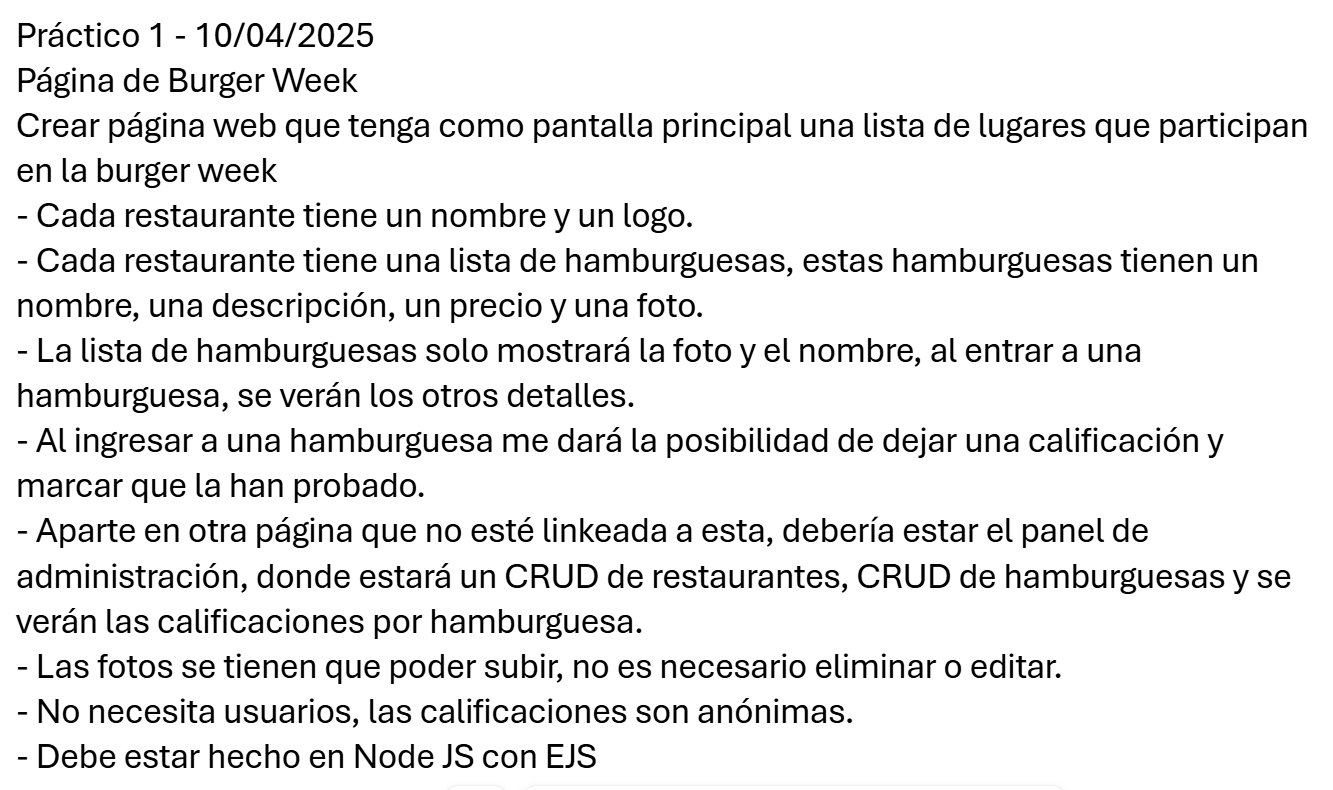 Práctico 1 - 10/04/2025
Página de Burger Week
Crear página web que tenga como pantalla principal una lista de lugares que participan
en la burger week
- Cada restaurante tiene un nombre y un logo.
- Cada restaurante tiene una lista de hamburguesas, estas hamburguesas tienen un
nombre, una descripción, un precio y una foto.
- La lista de hamburguesas solo mostrará la foto y el nombre, al entrar a una
hamburguesa, se verán los otros detalles.
- Al ingresar a una hamburguesa me dará la posibilidad de dejar una calificación y
marcar que la han probado.
- Aparte en otra página que no esté linkeada a esta, debería estar el panel de
administración, donde estará un CRUD de restaurantes, CRUD de hamburguesas y se
verán las calificaciones por hamburguesa.
- Las fotos se tienen que poder subir, no es necesario eliminar o editar.
- No necesita usuarios, las calificaciones son anónimas.
- Debe estar hecho en Node JS con EJS